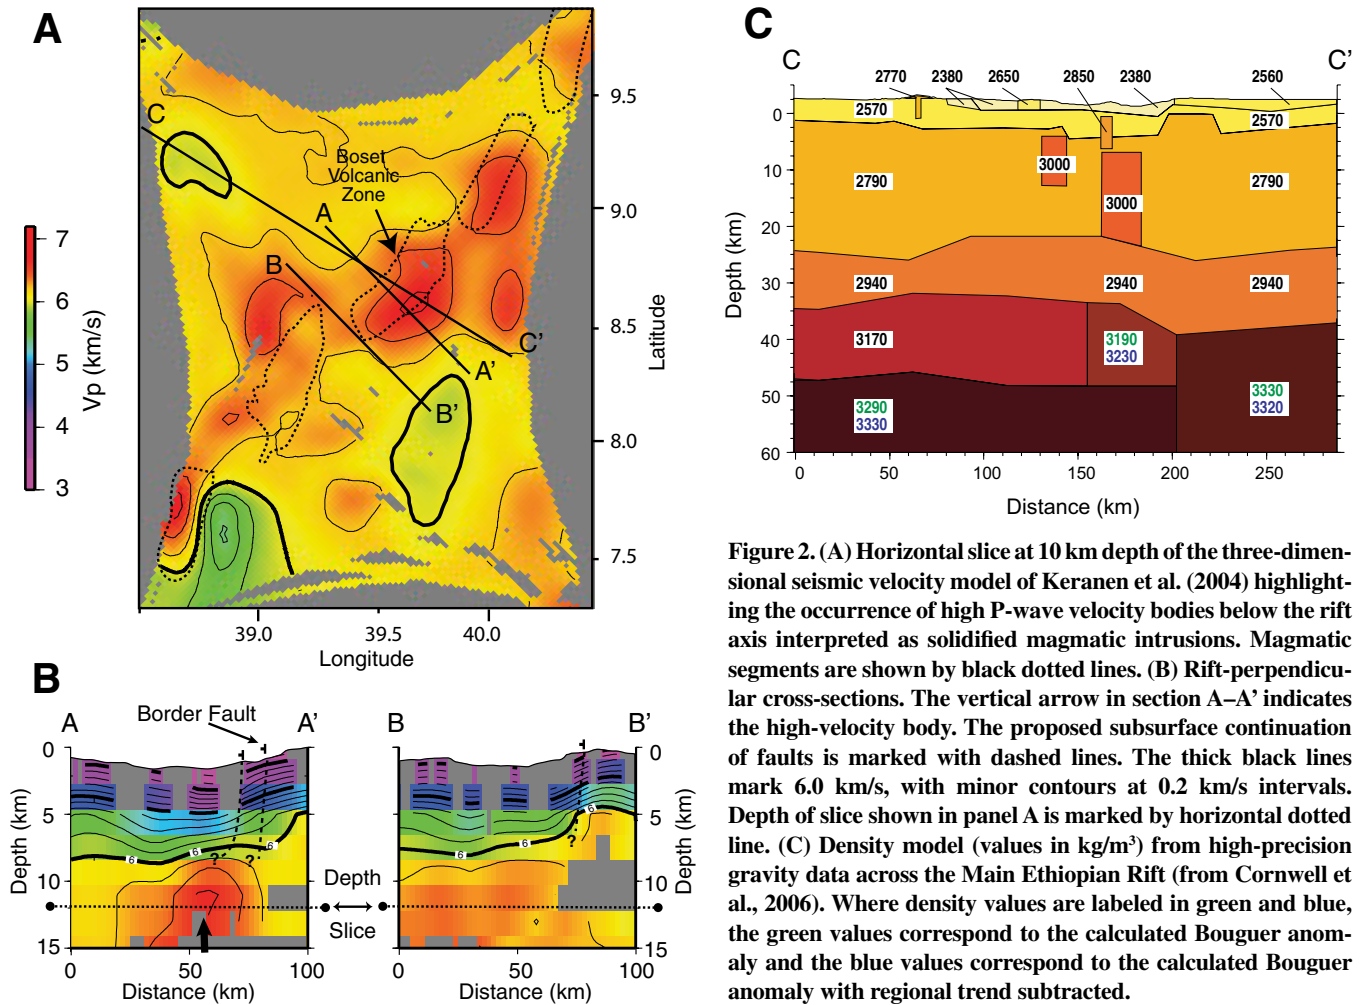 A
C
Boset
Volcanic
Zone
A
B
C'
A'
B'
9.5
9.0
8.5
8.0
7.5
Latitude
39.0
39.5
40.0
Longitude
7
6
5
4
3
Vp (km/s)
B
Border Fault
A
A'
B
B'
0
5
10
15
Depth (km)
0
50
100
Distance (km)
6
6
6
?
?
Depth
Slice
0
50
100
Distance (km)
0
5
10
15
Depth (km)
6
6
?
C
C
C'
2770
2380
2650
2850
2380
2560
2570
2570
3000
2790
3000
2790
2940
2940
2940
3170
3190
3230
3290
3330
3330
3320
0
10
20
30
40
50
60
Depth (km)
0
50
100
150
200
250
Distance (km)
Figure 2. (A) Horizontal slice at 10 km depth of the three-dimen-
sional seismic velocity model of Keranen et al. (2004) highlight-
ing the occurrence of high P-wave velocity bodies below the rift
axis interpreted as solidified magmatic intrusions. Magmatic
segments are shown by black dotted lines. (B) Rift-perpendicu-
lar cross-sections. The vertical arrow in section A–A’ indicates
the high-velocity body. The proposed subsurface continuation
of faults is marked with dashed lines. The thick black lines
mark 6.0 km/s, with minor contours at 0.2 km/s intervals.
Depth of slice shown in panel A is marked by horizontal dotted
line. (C) Density model (values in kg/m³) from high-precision
gravity data across the Main Ethiopian Rift (from Cornwell et
al., 2006). Where density values are labeled in green and blue,
the green values correspond to the calculated Bouguer anom-
aly and the blue values correspond to the calculated Bouguer
anomaly with regional trend subtracted.